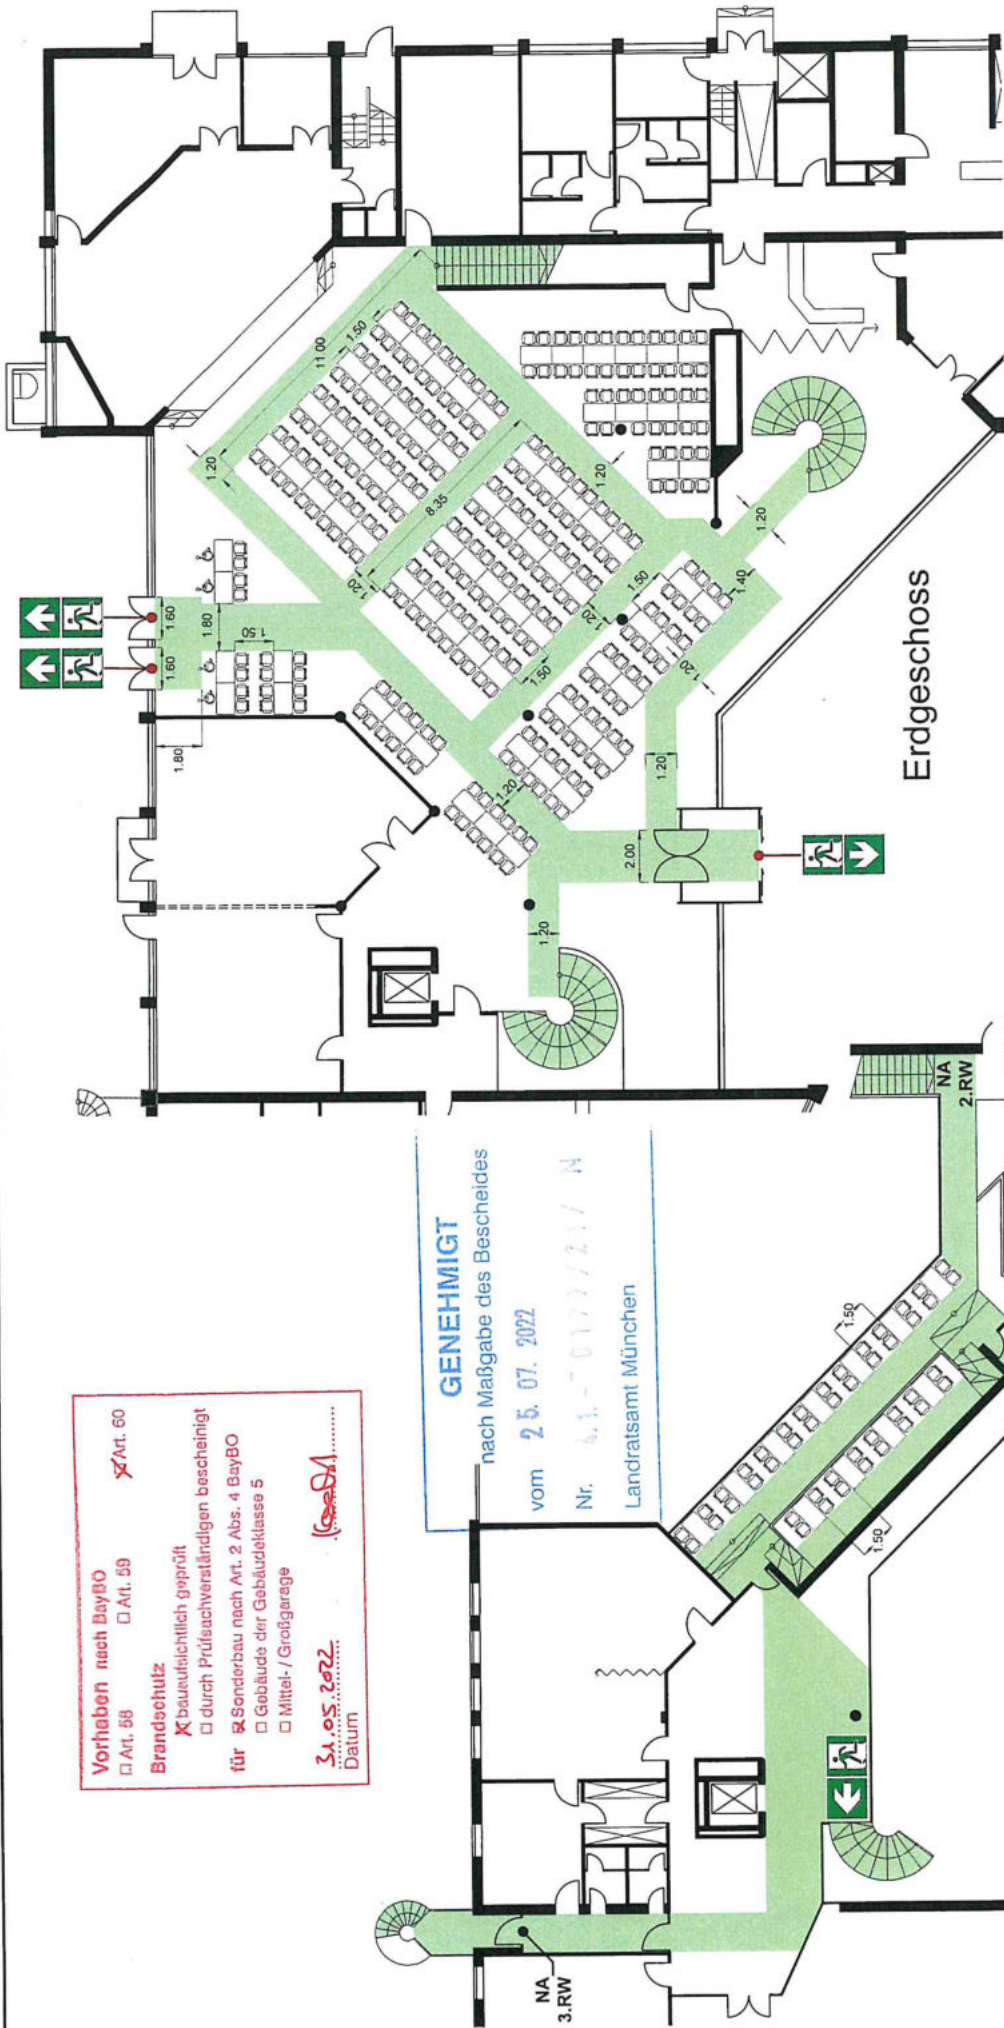 Vorhaben nach BayBO
☐ Art. 58 ☐ Art. 59 ☒ Art. 60
Brandschutz
☒ bauaufsichtlich geprüft
☐ durch Prüfsachverständigen bescheinigt
für ☒ Sonderbau nach Art. 2 Abs. 4 BayBO
☐ Gebäude der Gebäudeklasse 5
☐ Mittel- / Großgarage
31.05.2022
Datum
GENEHMIGT
nach Maßgabe des Bescheides
vom 25. 07. 2022
Nr. 4.1.
Landratsamt München
NA
3.RW
1.50
1.50
NA
2.RW
Erdgeschoss
1.60
1.60
1.80
1.80
1.50
1.20
11.00
1.50
8.35
1.20
1.20
1.50
1.20
1.50
1.40
1.20
1.20
1.20
1.20
2.00
1.20